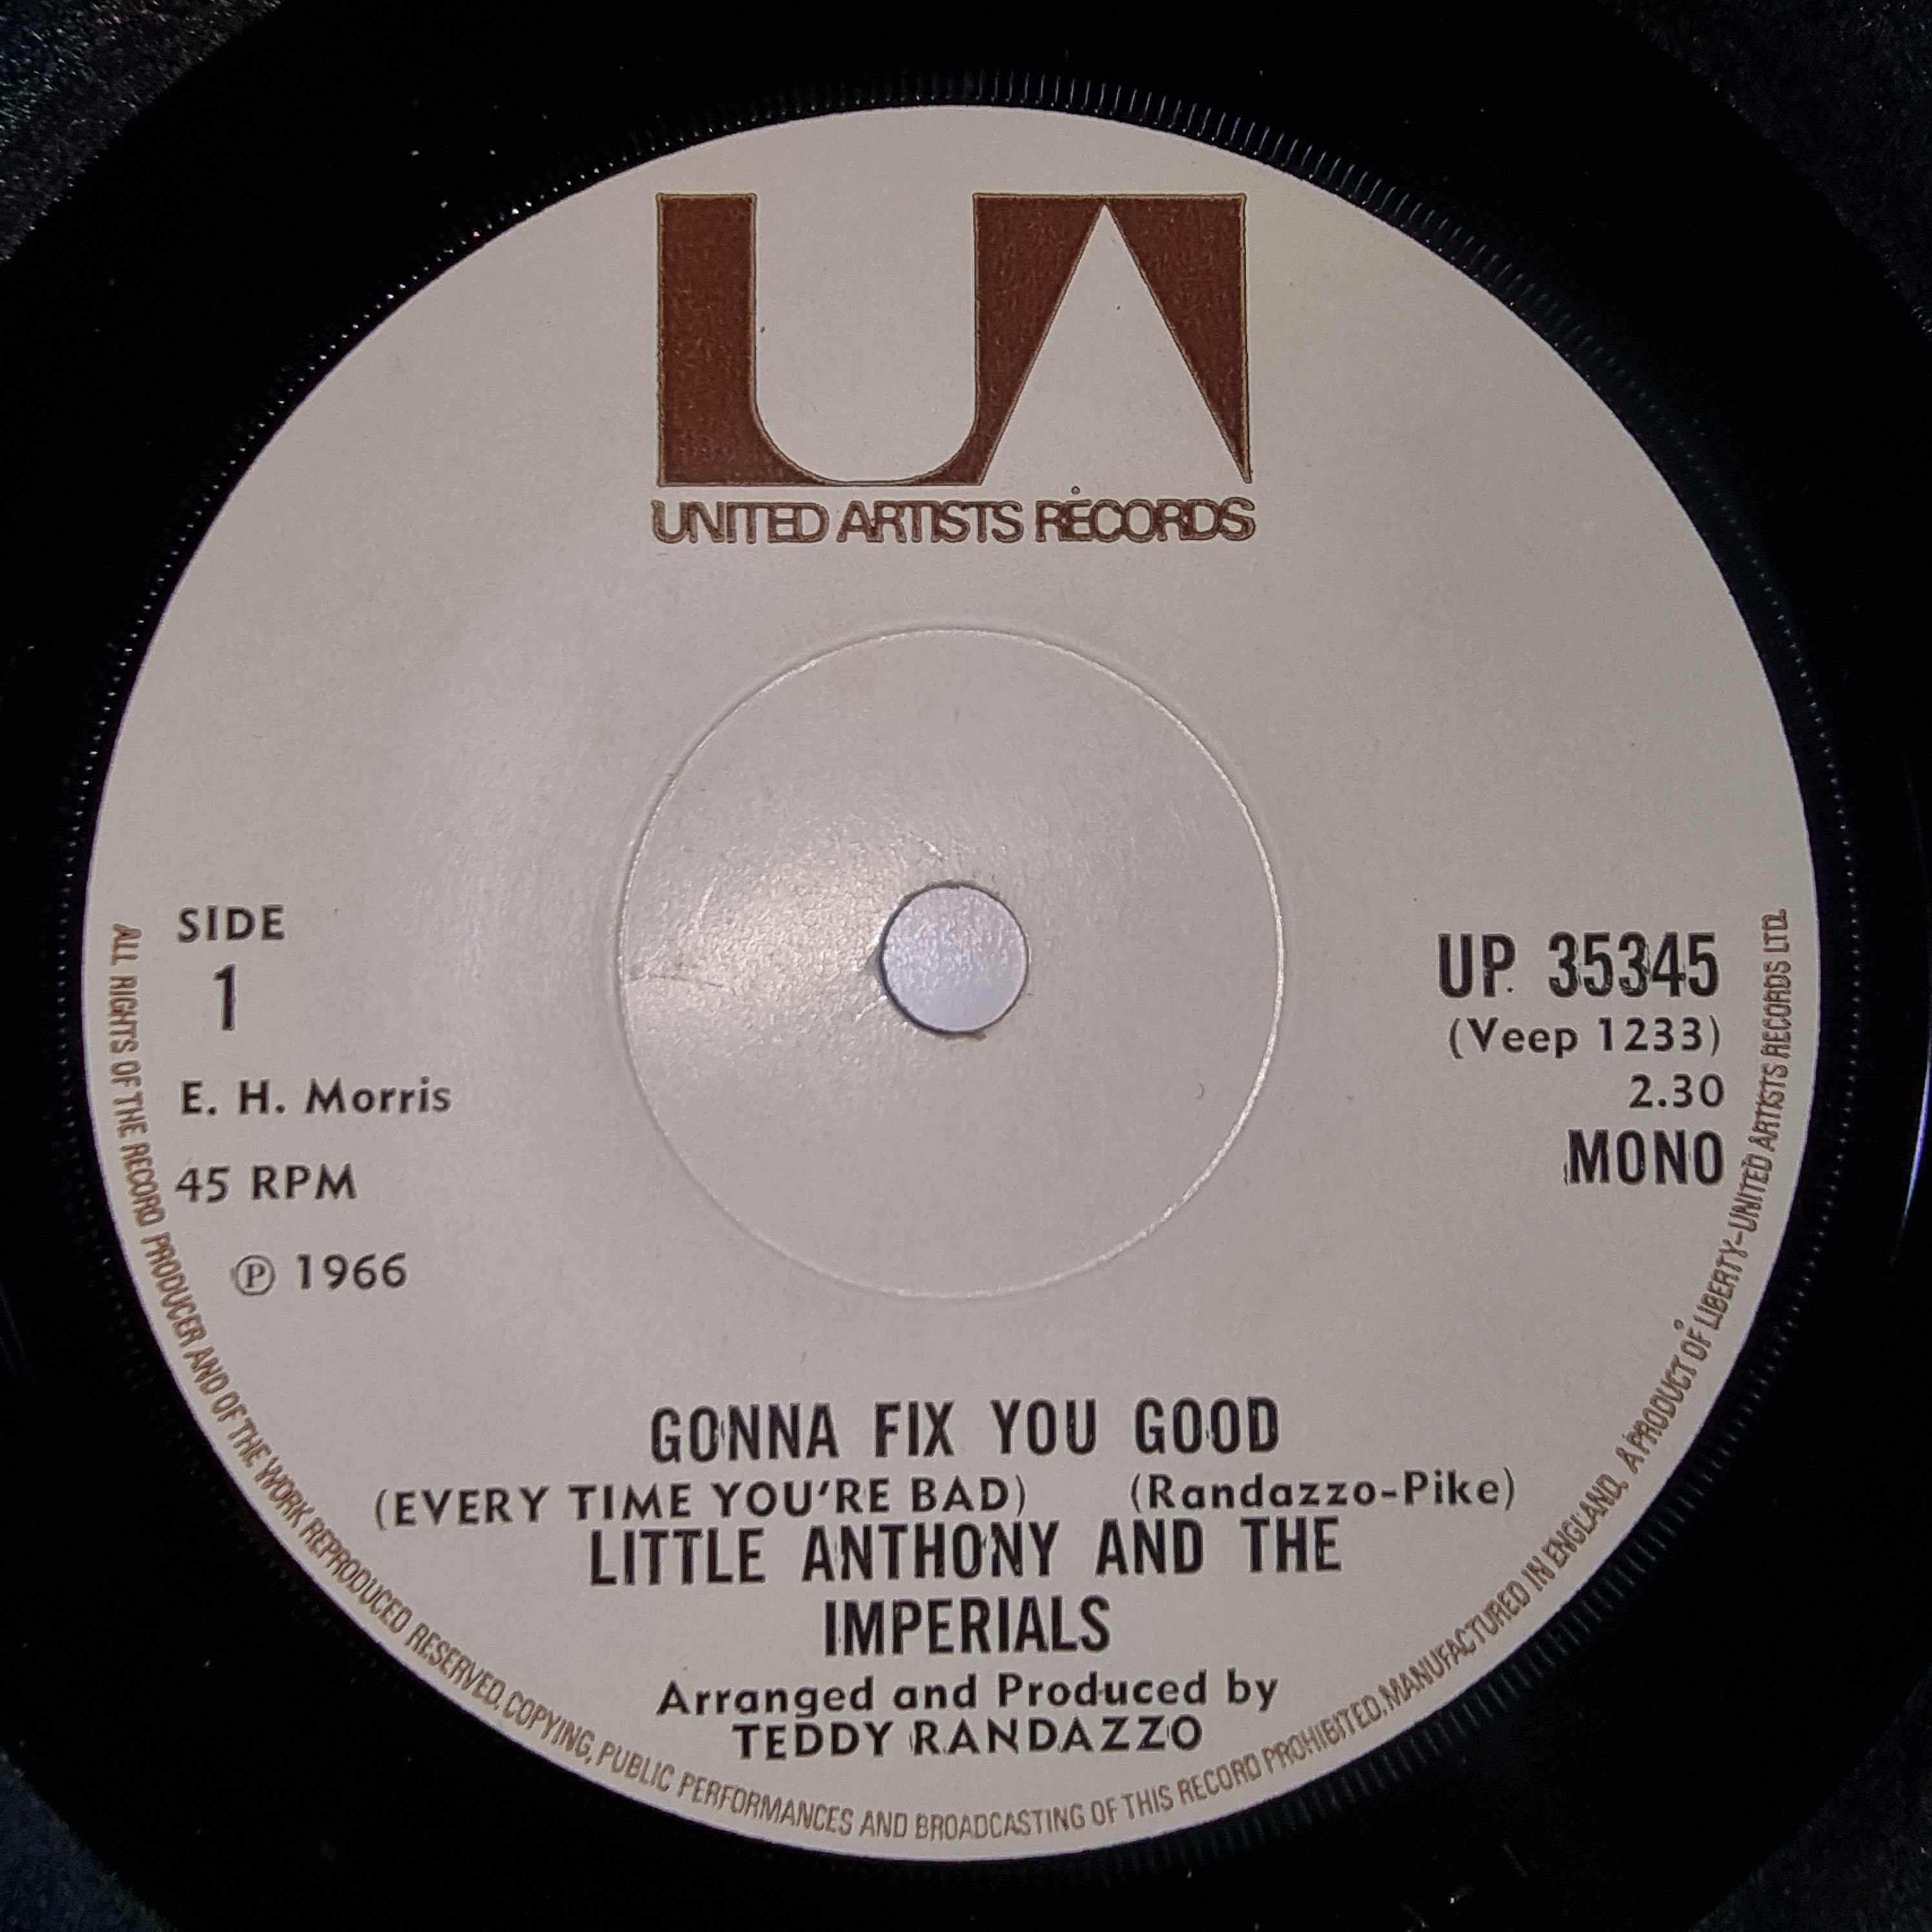 UA
UNITED ARTISTS RECORDS
SIDE
1
E. H. Morris
45 RPM
℗ 1966
UP 35345
(Veep 1233)
2.30
MONO
GONNA FIX YOU GOOD
(EVERY TIME YOU'RE BAD) (Randazzo-Pike)
LITTLE ANTHONY AND THE
IMPERIALS
Arranged and Produced by
TEDDY RANDAZZO
ALL RIGHTS OF THE RECORD PRODUCER AND OF THE WORK REPRODUCED RESERVED. COPYING, PUBLIC PERFORMANCES AND BROADCASTING OF THIS RECORD PROHIBITED. MANUFACTURED IN ENGLAND. A PRODUCT OF LIBERTY-UNITED ARTISTS RECORDS LTD.